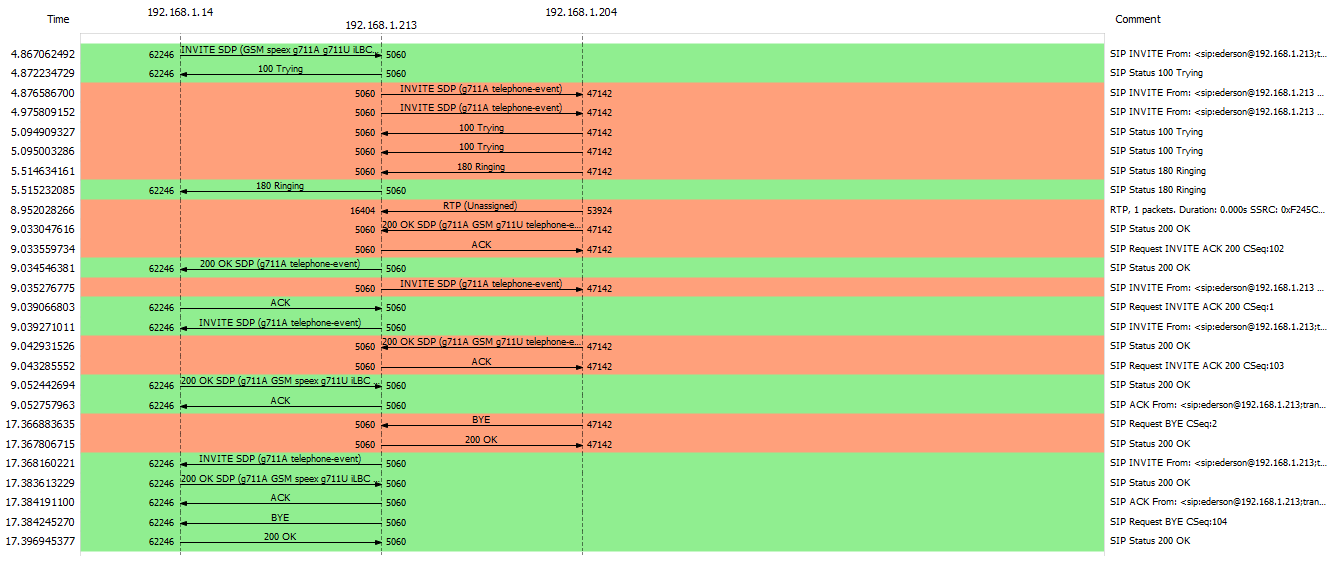 192.168.1.14 192.168.1.204
Time 192.168.1.213 Comment
4.867062492 62246 INVITE SDP (GSM speex g711A g711U iLBC... 5060 SIP INVITE From: <sip:ederson@192.168.1.213;t...
4.872234729 62246 100 Trying 5060 SIP Status 100 Trying
4.876586700 5060 INVITE SDP (g711A telephone-event) 47142 SIP INVITE From: <sip:ederson@192.168.1.213 ...
4.975809152 5060 INVITE SDP (g711A telephone-event) 47142 SIP INVITE From: <sip:ederson@192.168.1.213 ...
5.094909327 5060 100 Trying 47142 SIP Status 100 Trying
5.095003286 5060 100 Trying 47142 SIP Status 100 Trying
5.514634161 5060 180 Ringing 47142 SIP Status 180 Ringing
5.515232085 62246 180 Ringing 5060 SIP Status 180 Ringing
8.952028266 16404 RTP (Unassigned) 53924 RTP, 1 packets. Duration: 0.000s SSRC: 0xF245C...
9.033047616 5060 200 OK SDP (g711A GSM g711U telephone-e... 47142 SIP Status 200 OK
9.033559734 5060 ACK 47142 SIP Request INVITE ACK 200 CSeq:102
9.034546381 62246 200 OK SDP (g711A telephone-event) 5060 SIP Status 200 OK
9.035276775 5060 INVITE SDP (g711A telephone-event) 47142 SIP INVITE From: <sip:ederson@192.168.1.213 ...
9.039066803 62246 ACK 5060 SIP Request INVITE ACK 200 CSeq:1
9.039271011 62246 INVITE SDP (g711A telephone-event) 5060 SIP INVITE From: <sip:ederson@192.168.1.213;t...
9.042931526 5060 200 OK SDP (g711A GSM g711U telephone-e... 47142 SIP Status 200 OK
9.043285552 5060 ACK 47142 SIP Request INVITE ACK 200 CSeq:103
9.052442694 62246 200 OK SDP (g711A GSM speex g711U iLBC ... 5060 SIP Status 200 OK
9.052757963 62246 ACK 5060 SIP ACK From: <sip:ederson@192.168.1.213;tran...
17.366883635 5060 BYE 47142 SIP Request BYE CSeq:2
17.367806715 5060 200 OK 47142 SIP Status 200 OK
17.368160221 62246 INVITE SDP (g711A telephone-event) 5060 SIP INVITE From: <sip:ederson@192.168.1.213;t...
17.383613229 62246 200 OK SDP (g711A GSM speex g711U iLBC ... 5060 SIP Status 200 OK
17.384191100 62246 ACK 5060 SIP ACK From: <sip:ederson@192.168.1.213;tran...
17.384245270 62246 BYE 5060 SIP Request BYE CSeq:104
17.396945377 62246 200 OK 5060 SIP Status 200 OK